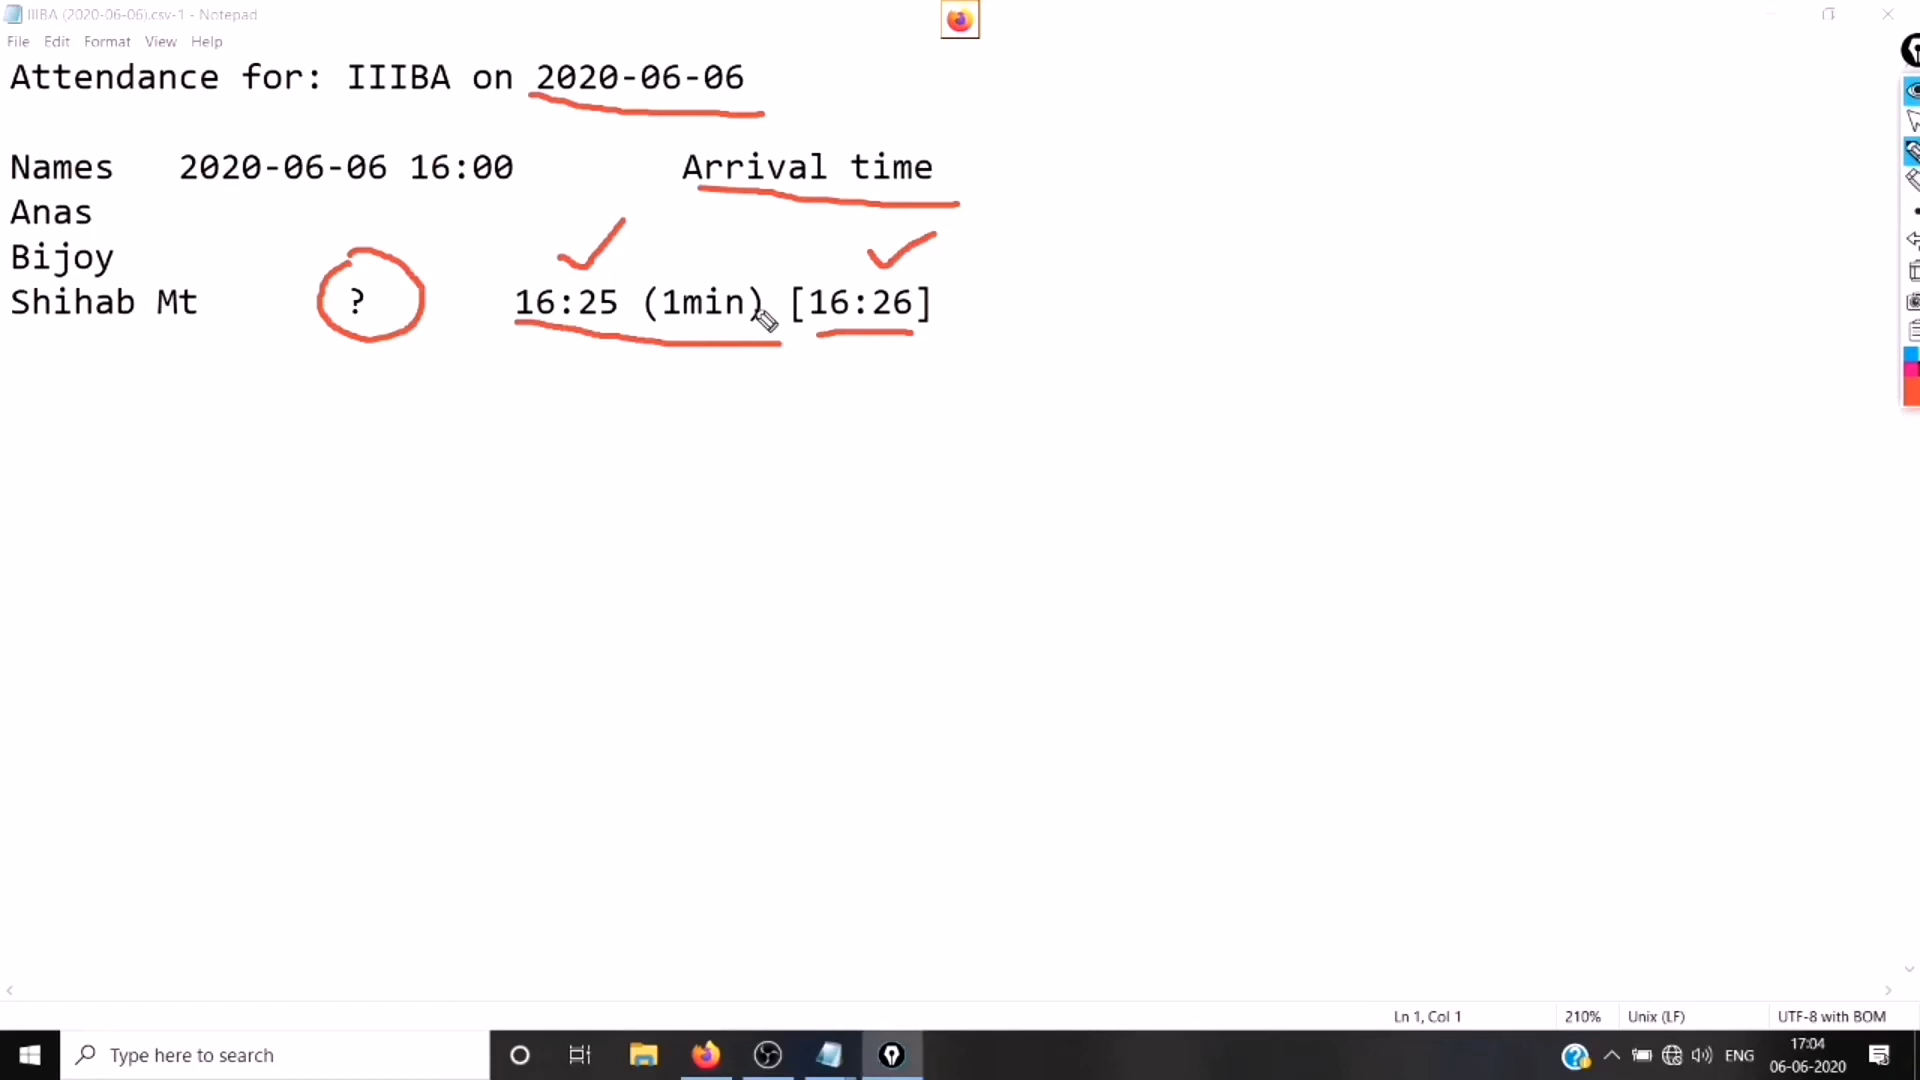 IIIBA (2020-06-06).csv-1 - Notepad
File Edit Format View Help
Attendance for: IIIBA on 2020-06-06
Names 2020-06-06 16:00 Arrival time
Anas
Bijoy
Shihab Mt ? 16:25 (1min) [16:26]
Ln 1, Col 1 210% Unix (LF) UTF-8 with BOM
Type here to search ENG 17:04
06-06-2020